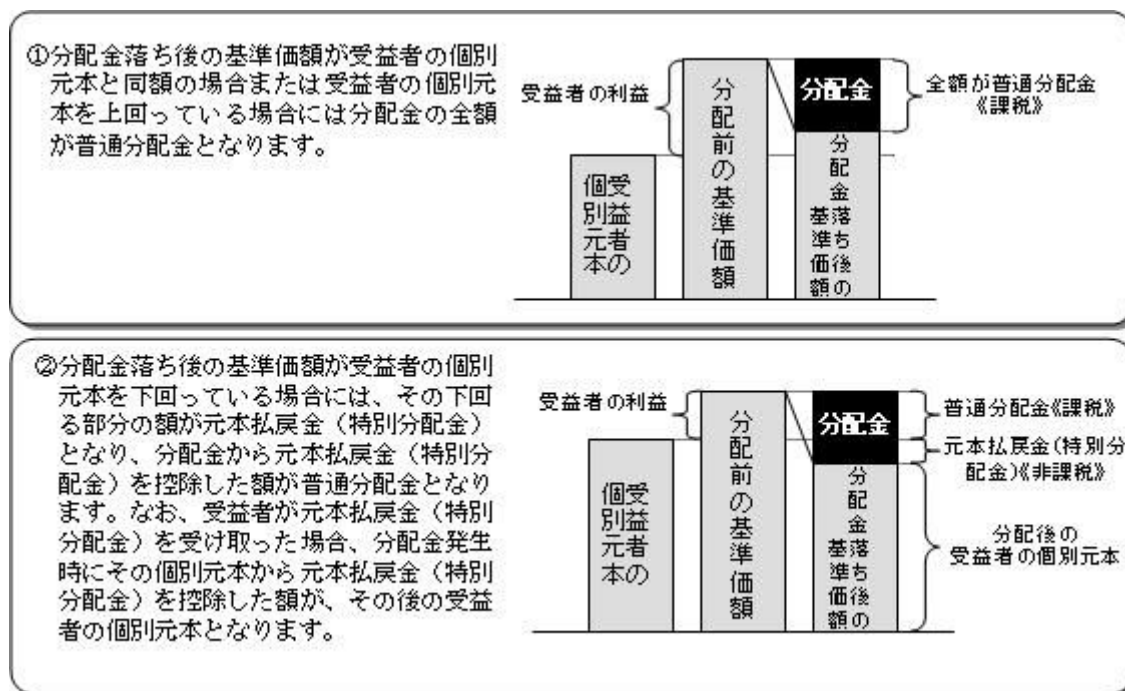 ①分配金落ち後の基準価額が受益者の個別
元本と同額の場合または受益者の個別元
本を上回っている場合には分配金の全額
が普通分配金となります。
受益者の利益
受益者の
個別元本
分配前の基準価額
分配金
分配金落ち後の
基準価額
全額が普通分配金
《課税》
②分配金落ち後の基準価額が受益者の個別
元本を下回っている場合には、その下回
る部分の額が元本払戻金（特別分配金）
となり、分配金から元本払戻金（特別分
配金）を控除した額が普通分配金となり
ます。なお、受益者が元本払戻金（特別
分配金）を受け取った場合、分配金発生
時にその個別元本から元本払戻金（特別
分配金）を控除した額が、その後の受益
者の個別元本となります。
受益者の利益
受益者の
個別元本
分配前の基準価額
分配金
分配金落ち後の
基準価額
普通分配金《課税》
元本払戻金(特別分
配金)《非課税》
分配後の
受益者の個別元本